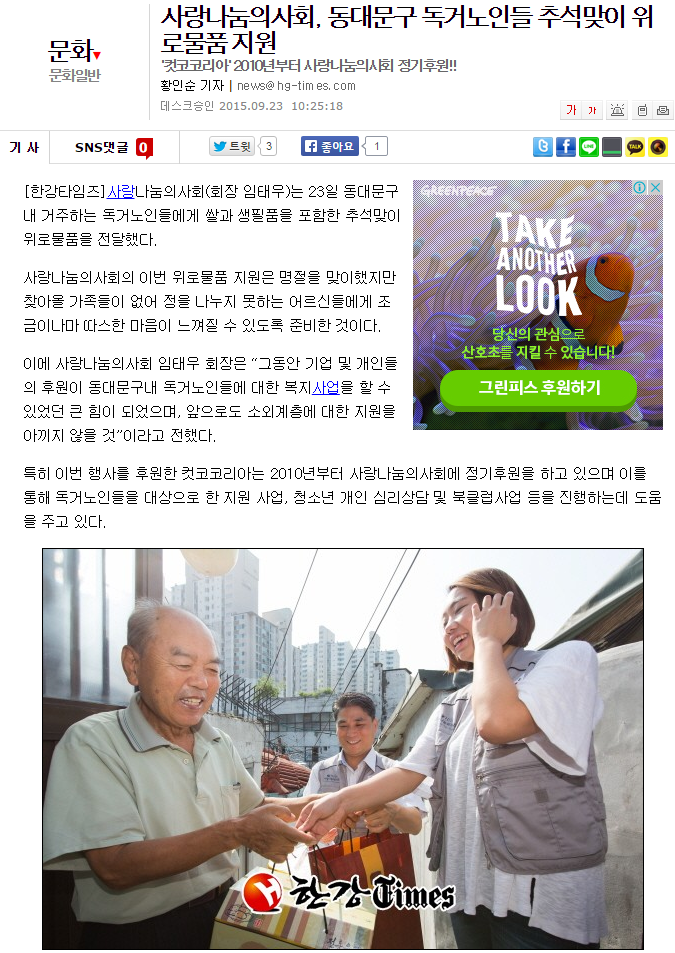 사랑나눔의사회, 동대문구 독거노인들 추석맞이 위
로물품 지원
문화▼
문화일반
'컷코코리아' 2010년부터 사랑나눔의사회 정기후원!!
황인순 기자 | news@hg-times.com
데스크승인 2015.09.23 10:25:18
가 가
기 사
SNS댓글 0
트윗 3
좋아요 1
LINE
TALK
[한강타임즈]사랑나눔의사회(회장 임태우)는 23일 동대문구
내 거주하는 독거노인들에게 쌀과 생필품을 포함한 추석맞이
위로물품을 전달했다.
사랑나눔의사회의 이번 위로물품 지원은 명절을 맞이했지만
찾아올 가족들이 없어 정을 나누지 못하는 어르신들에게 조
금이나마 따스한 마음이 느껴질 수 있도록 준비한 것이다.
이에 사랑나눔의사회 임태우 회장은 “그동안 기업 및 개인들
의 후원이 동대문구내 독거노인들에 대한 복지사업을 할 수
있었던 큰 힘이 되었으며, 앞으로도 소외계층에 대한 지원을
아끼지 않을 것”이라고 전했다.
GREENPEACE
TAKE
ANOTHER
LOOK
당신의 관심으로
산호초를 지킬 수 있습니다!
그린피스 후원하기
특히 이번 행사를 후원한 컷코코리아는 2010년부터 사랑나눔의사회에 정기후원을 하고 있으며 이를
통해 독거노인들을 대상으로 한 지원 사업, 청소년 개인 심리상담 및 북클럽사업 등을 진행하는데 도움
을 주고 있다.
한강Times